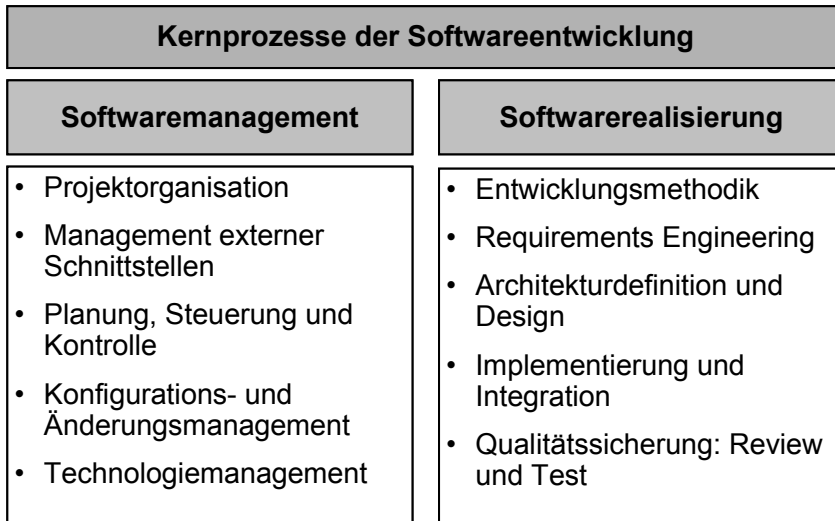 Kernprozesse der Softwareentwicklung
Softwaremanagement
• Projektorganisation
• Management externer
Schnittstellen
• Planung, Steuerung und
Kontrolle
• Konfigurations- und
Änderungsmanagement
• Technologiemanagement
Softwarerealisierung
• Entwicklungsmethodik
• Requirements Engineering
• Architekturdefinition und
Design
• Implementierung und
Integration
• Qualitätssicherung: Review
und Test